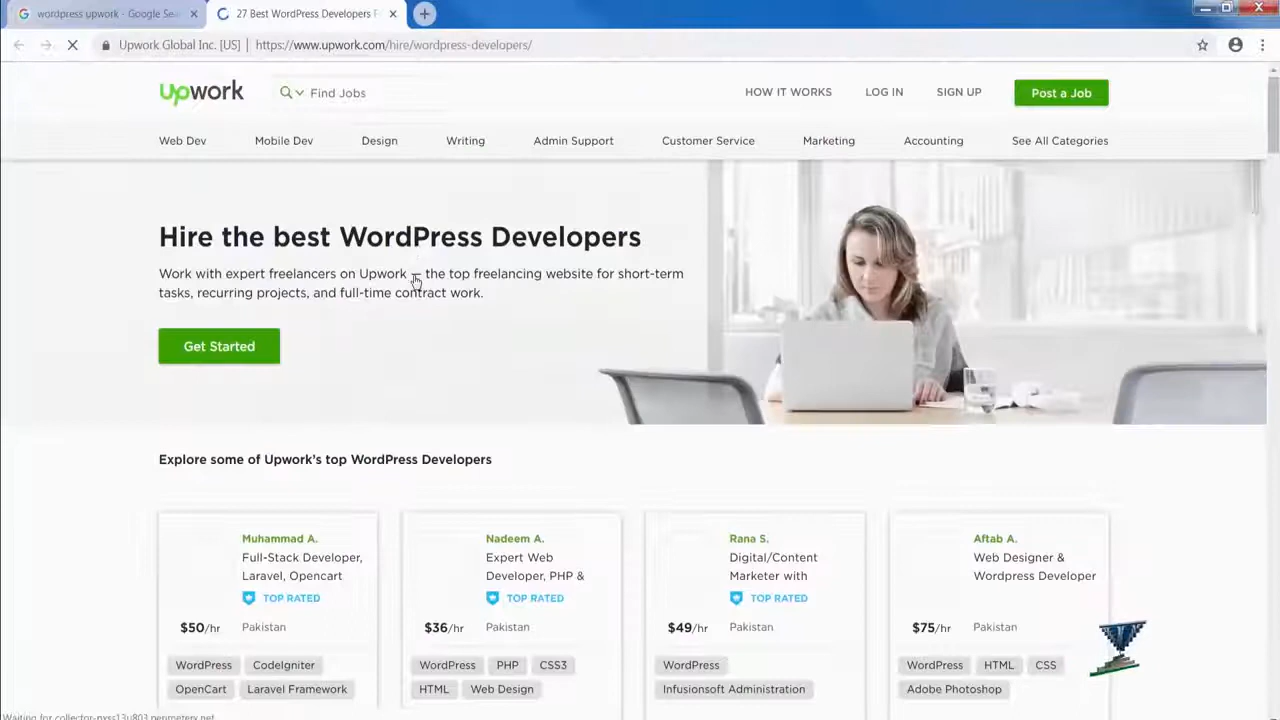 wordpress upwork - Google Sea
27 Best WordPress Developers F
Upwork Global Inc. [US] | https://www.upwork.com/hire/wordpress-developers/
upwork
Find Jobs
HOW IT WORKS
LOG IN
SIGN UP
Post a Job
Web Dev
Mobile Dev
Design
Writing
Admin Support
Customer Service
Marketing
Accounting
See All Categories
Hire the best WordPress Developers
Work with expert freelancers on Upwork — the top freelancing website for short-term
tasks, recurring projects, and full-time contract work.
Get Started
Explore some of Upwork's top WordPress Developers
Muhammad A.
Full-Stack Developer,
Laravel, Opencart
TOP RATED
$50/hr
Pakistan
WordPress
CodeIgniter
OpenCart
Laravel Framework
Nadeem A.
Expert Web
Developer, PHP &
TOP RATED
$36/hr
Pakistan
WordPress
PHP
CSS3
HTML
Web Design
Rana S.
Digital/Content
Marketer with
TOP RATED
$49/hr
Pakistan
WordPress
Infusionsoft Administration
Aftab A.
Web Designer &
Wordpress Developer
$75/hr
Pakistan
WordPress
HTML
CSS
Adobe Photoshop
Waiting for